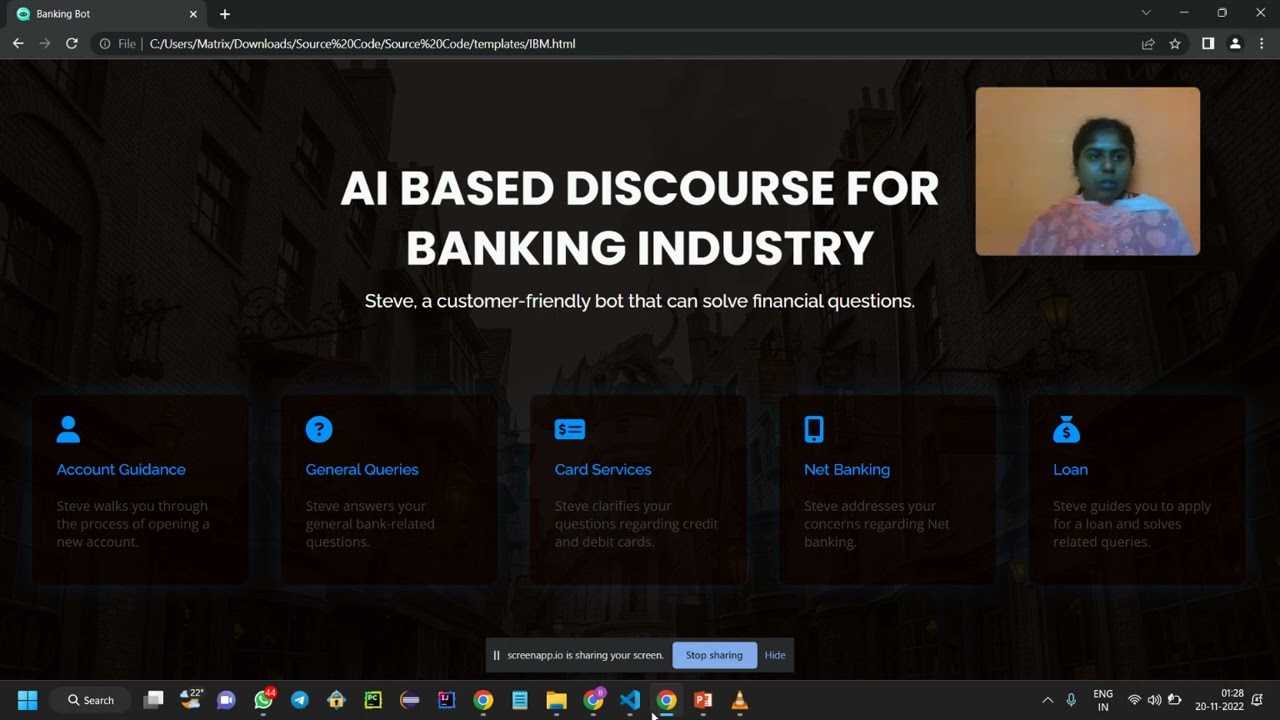 Banking Bot
File
C:/Users/Matrix/Downloads/Source%20Code/Source%20Code/templates/IBM.html
AI BASED DISCOURSE FOR
BANKING INDUSTRY
Steve, a customer-friendly bot that can solve financial questions.
Account Guidance
Steve walks you through
the process of opening a
new account.
General Queries
Steve answers your
general bank-related
questions.
Card Services
Steve clarifies your
questions regarding credit
and debit cards.
Net Banking
Steve addresses your
concerns regarding Net
banking.
Loan
Steve guides you to apply
for a loan and solves
related queries.
screenapp.io is sharing your screen.
Stop sharing
Hide
Search
22°
44
PC
IJ
ENG
IN
01:28
20-11-2022